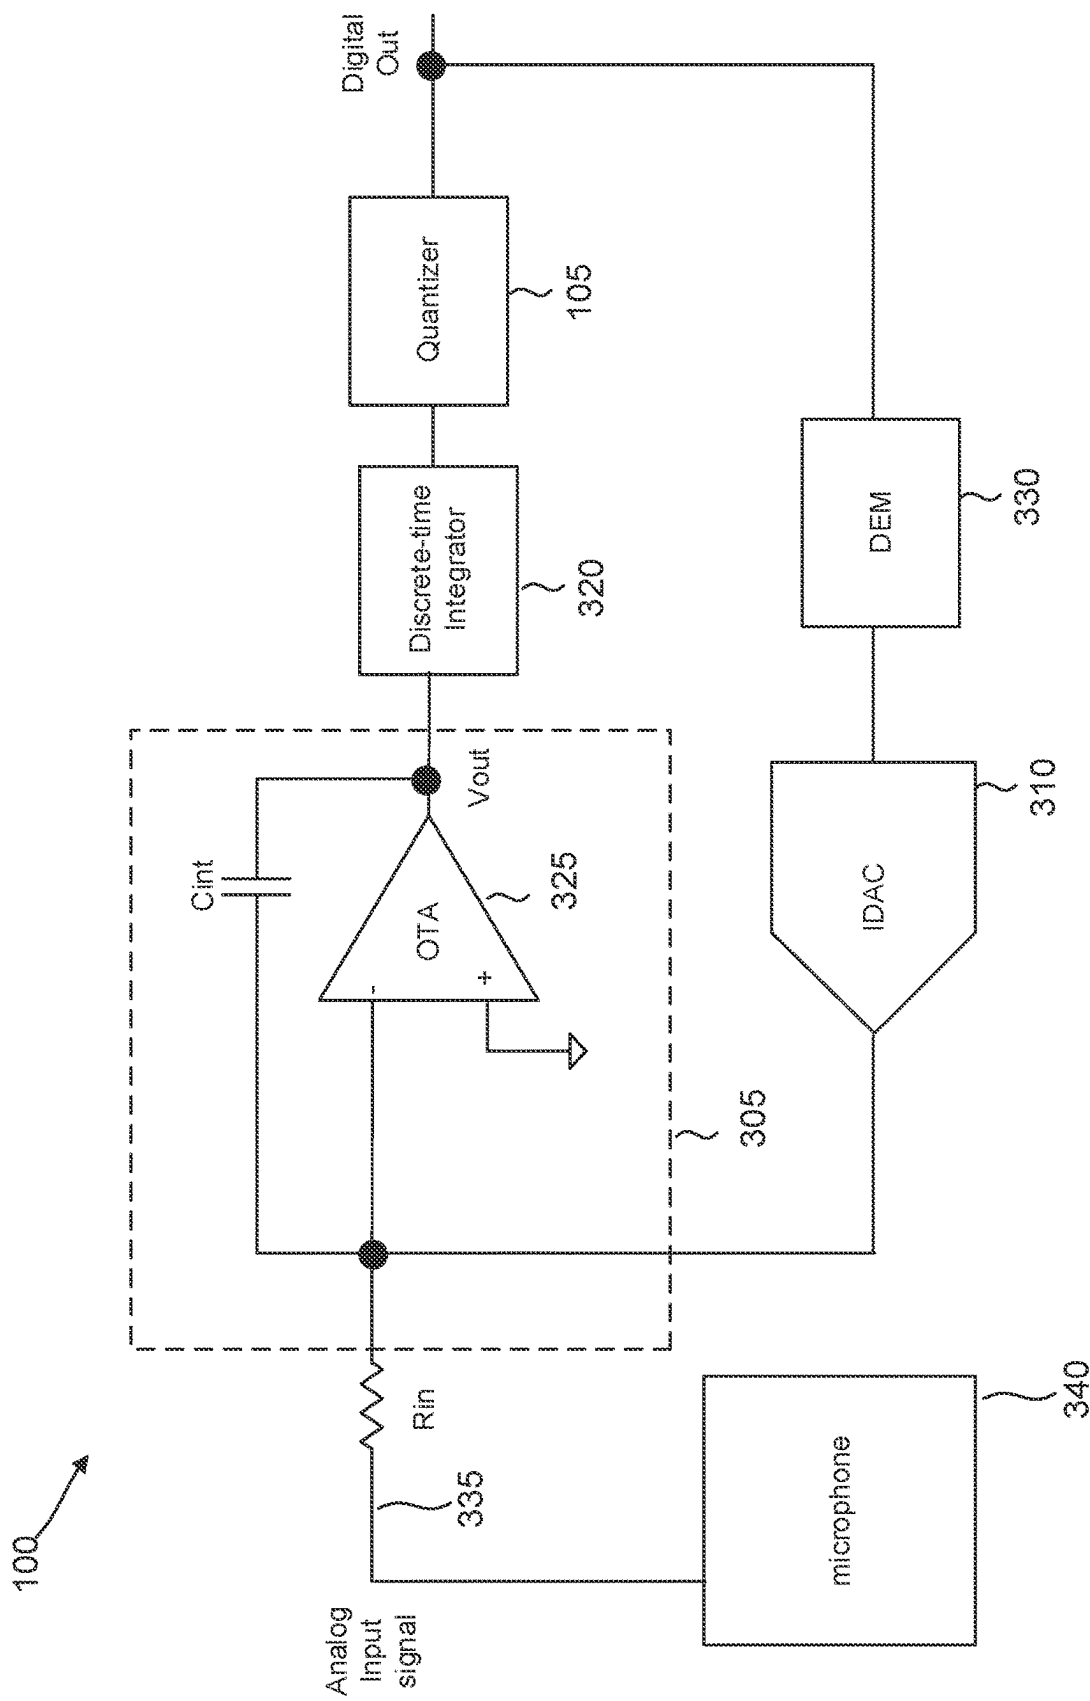 100
Analog
Input
signal
335
Rin
microphone
340
Cint
-
+
OTA
325
Vout
305
Discrete-time
Integrator
320
Quantizer
105
Digital
Out
IDAC
310
DEM
330